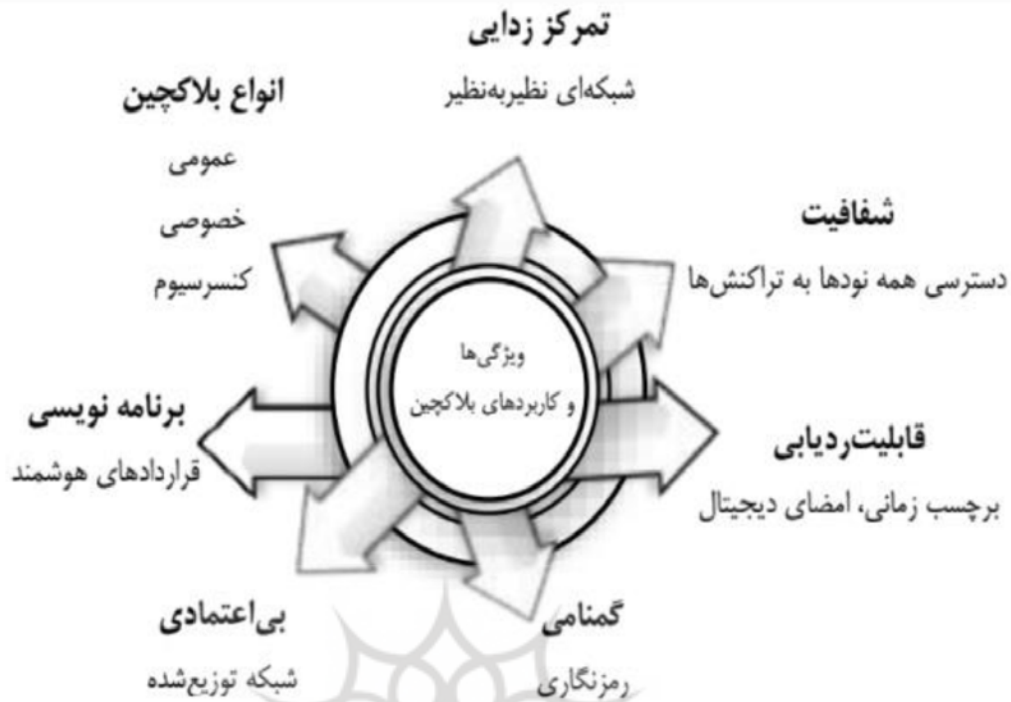 تمرکز زدایی
شبکه‌ای نظیربه‌نظیر
شفافیت
دسترسی همه نودها به تراکنش‌ها
قابلیت‌ردیابی
برچسب زمانی، امضای دیجیتال
گمنامی
رمزنگاری
بی‌اعتمادی
شبکه توزیع‌شده
برنامه نویسی
قراردادهای هوشمند
انواع بلاکچین
عمومی
خصوصی
کنسرسیوم
ویژگی‌ها
و کاربردهای بلاکچین